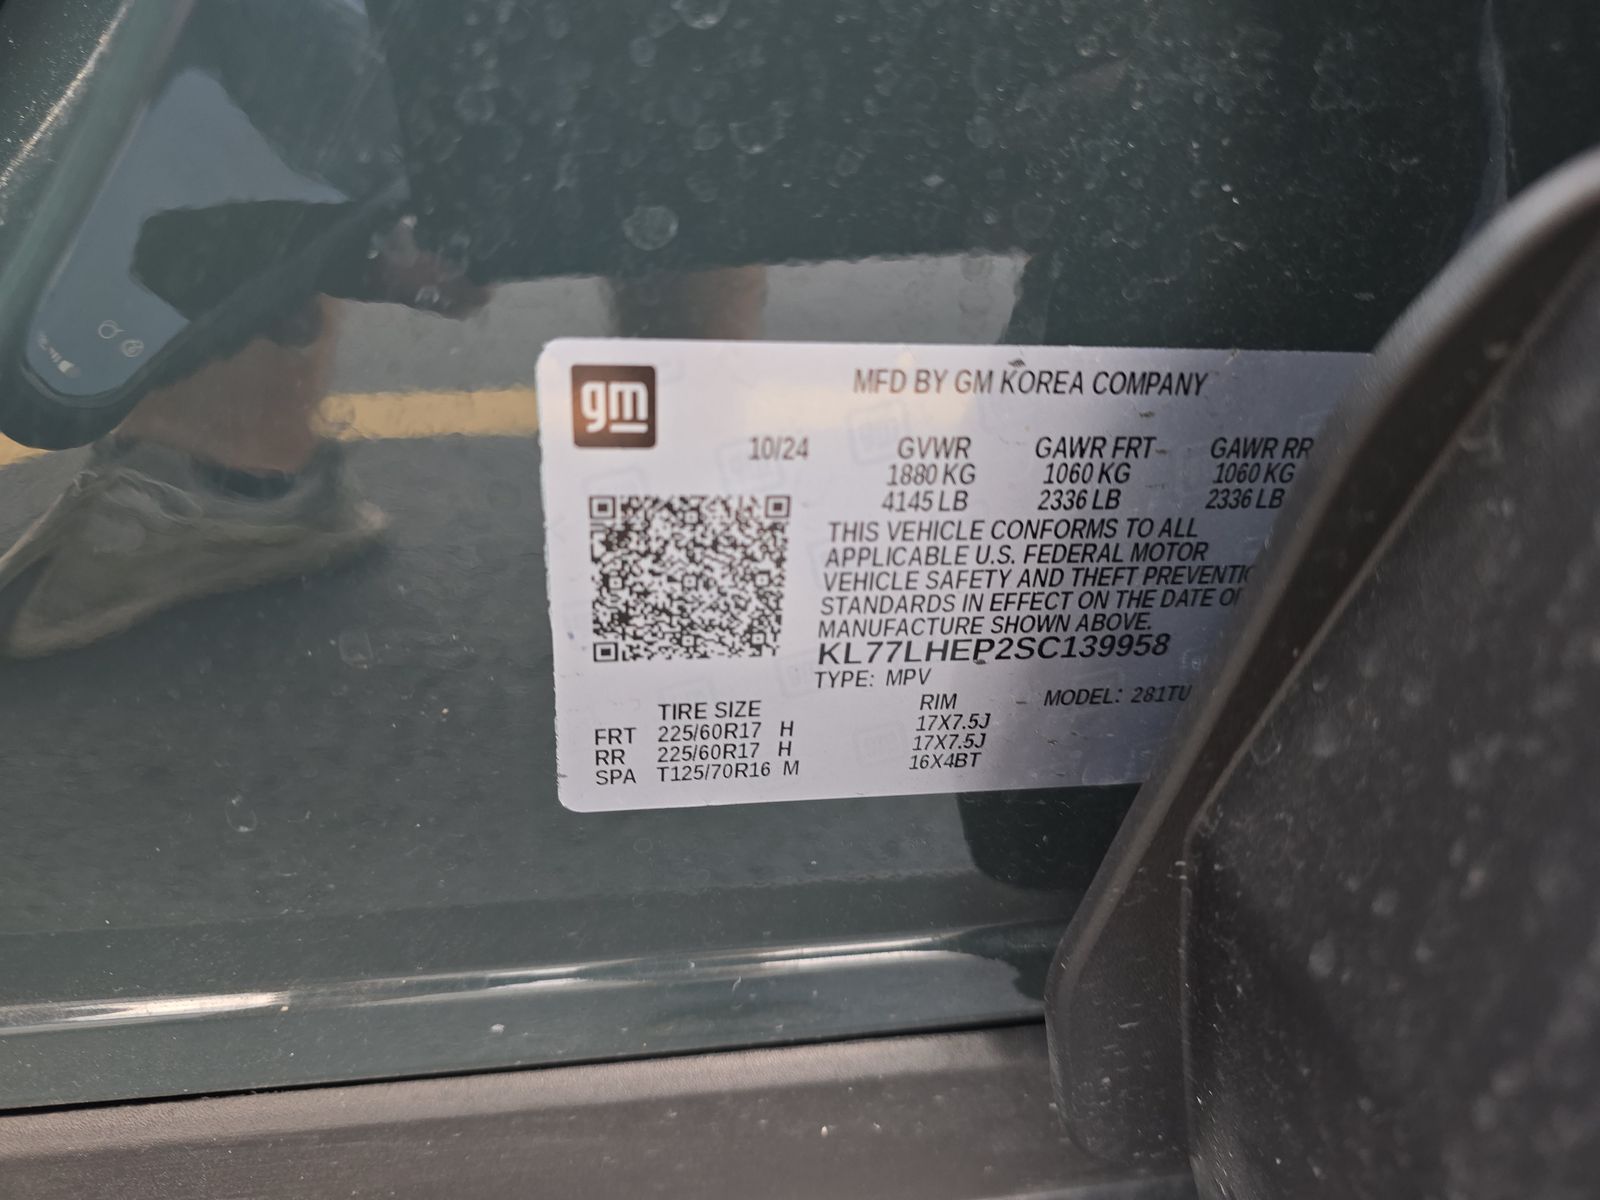 gm
MFD BY GM KOREA COMPANY
10/24 GVWR GAWR FRT GAWR RR
1880 KG 1060 KG 1060 KG
4145 LB 2336 LB 2336 LB
THIS VEHICLE CONFORMS TO ALL
APPLICABLE U.S. FEDERAL MOTOR
VEHICLE SAFETY AND THEFT
STANDARDS IN EFFECT ON THE DATE
MANUFACTURE SHOWN ABOVE.
KL77LHEP2SC139958
TYPE: MPV
MODEL: 281TU
TIRE SIZE RIM
FRT 225/60R17 H 17X7.5J
RR 225/60R17 H 17X7.5J
SPA T125/70R16 M 16X4BT